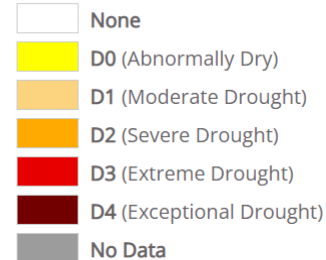 None
D0 (Abnormally Dry)
D1 (Moderate Drought)
D2 (Severe Drought)
D3 (Extreme Drought)
D4 (Exceptional Drought)
No Data